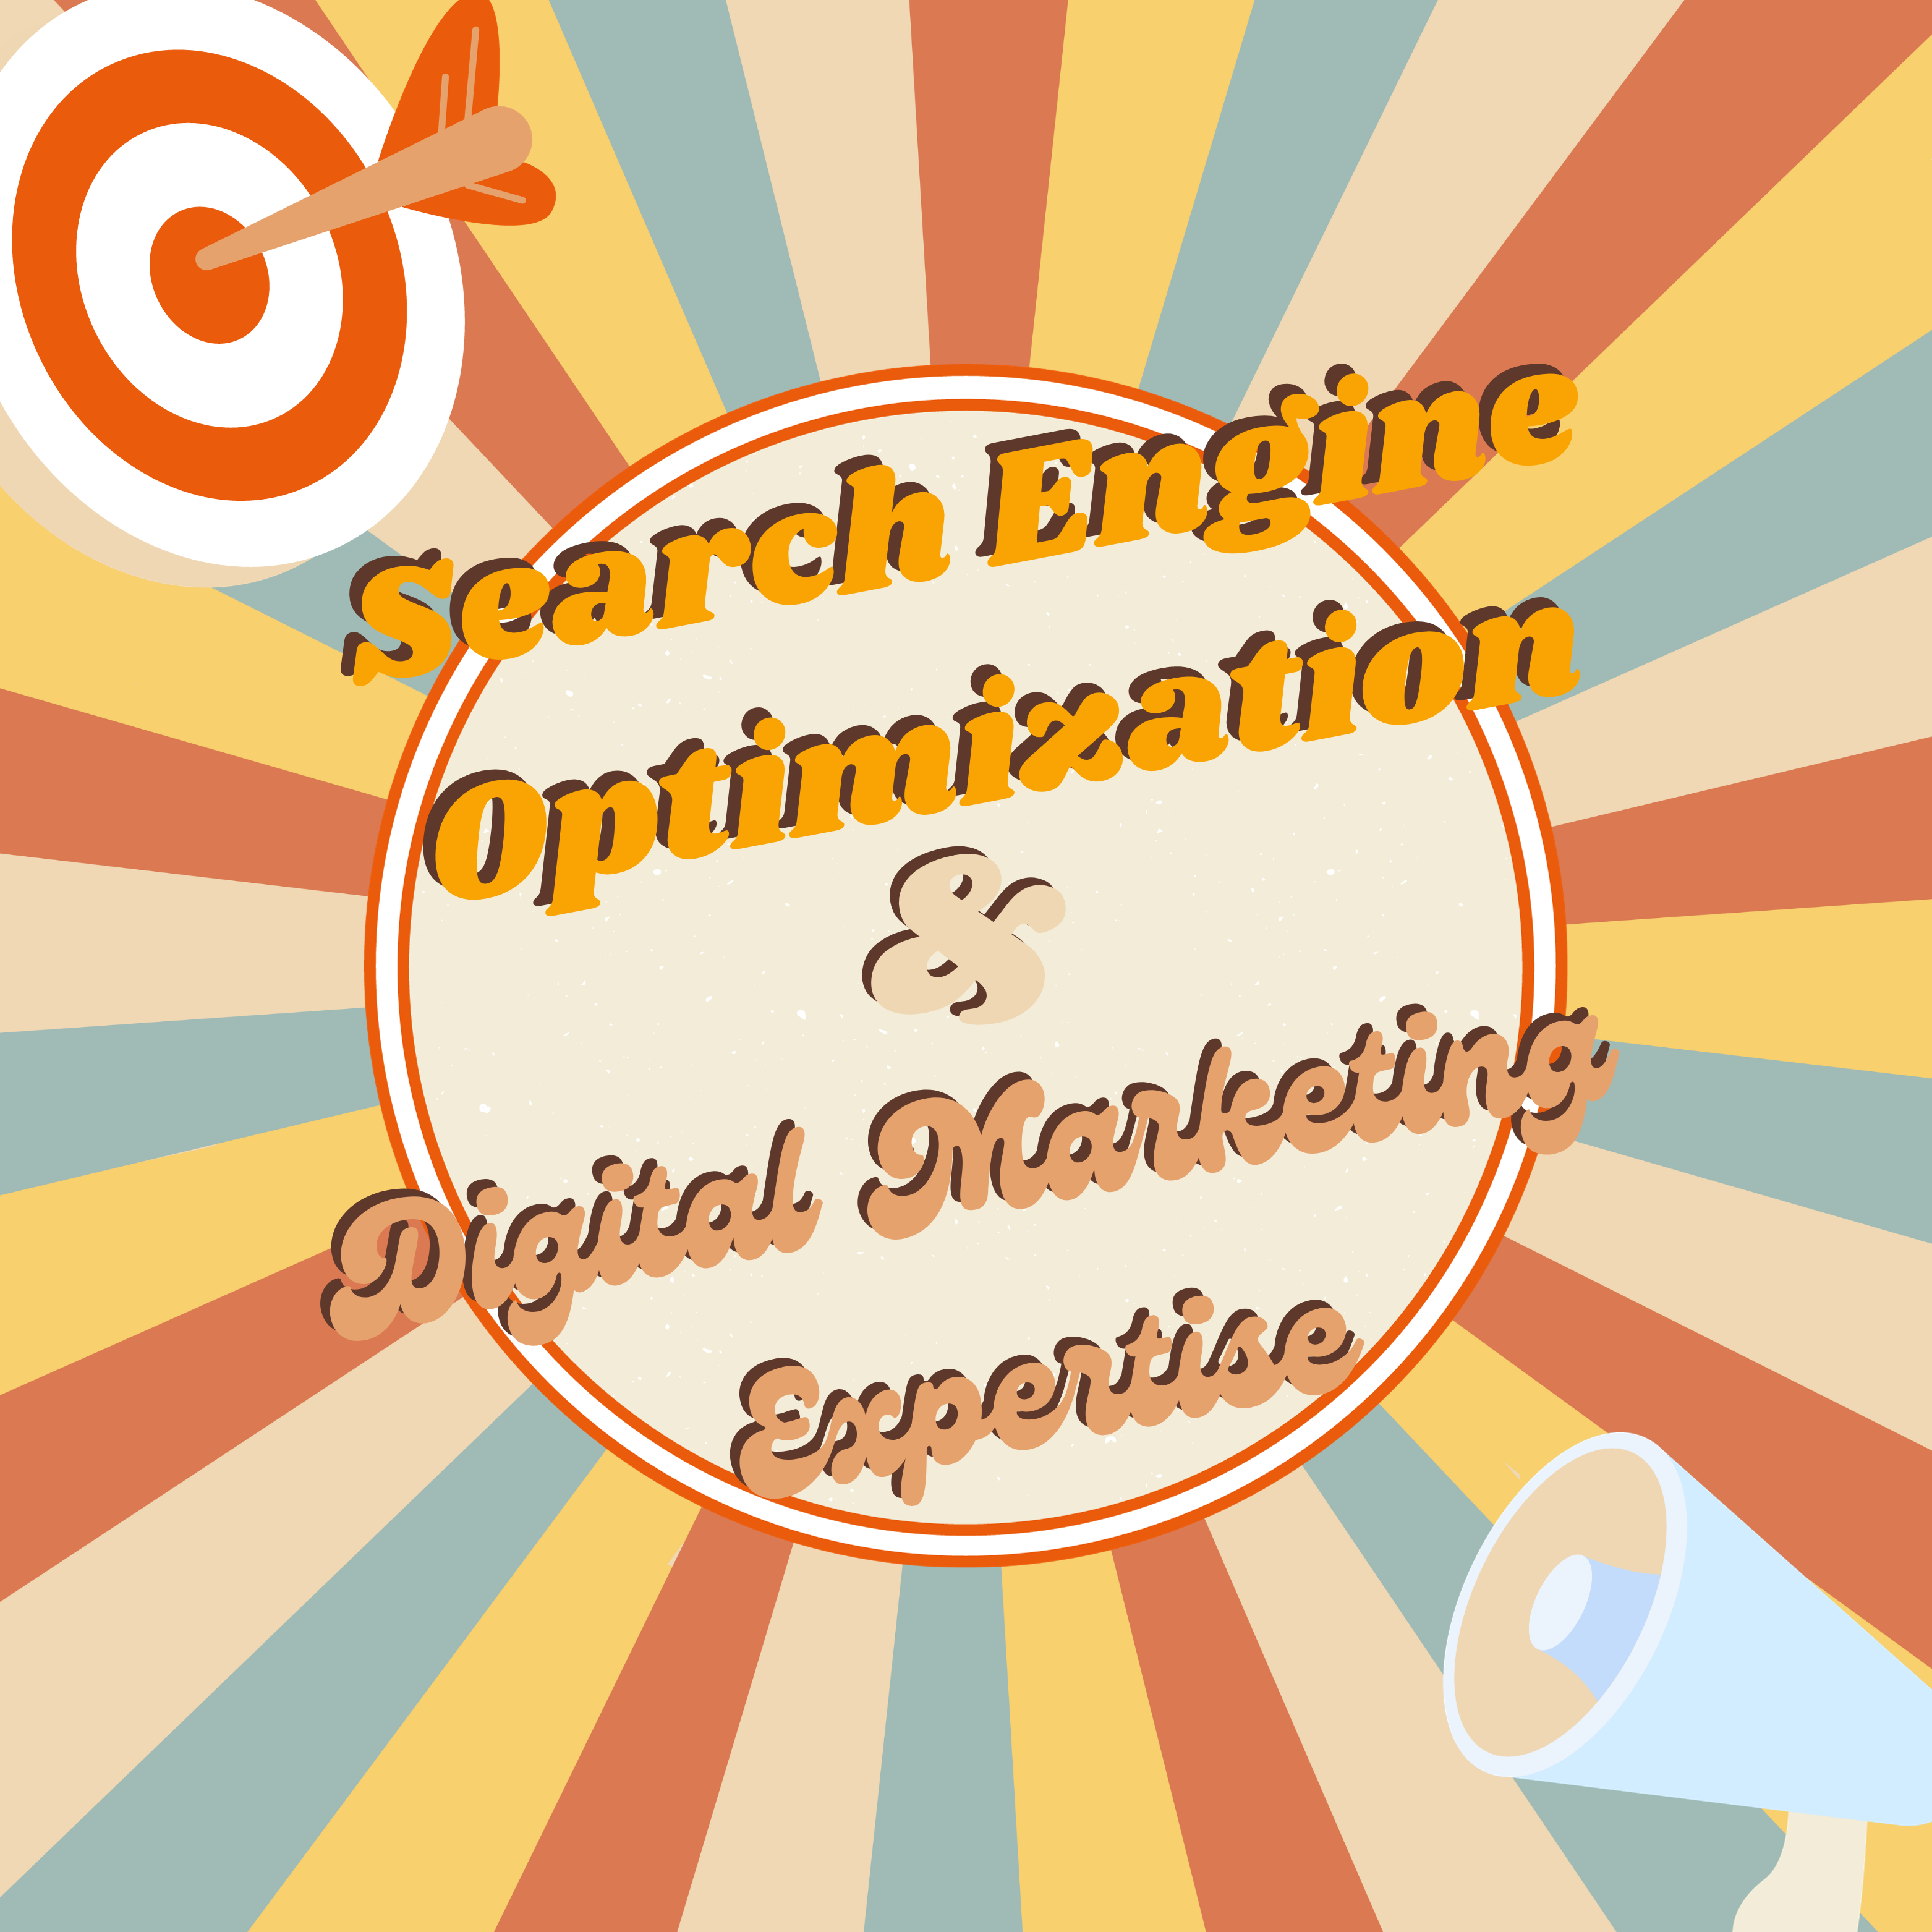 Search Engine
Optimization
&
Digital Marketing
Expertise